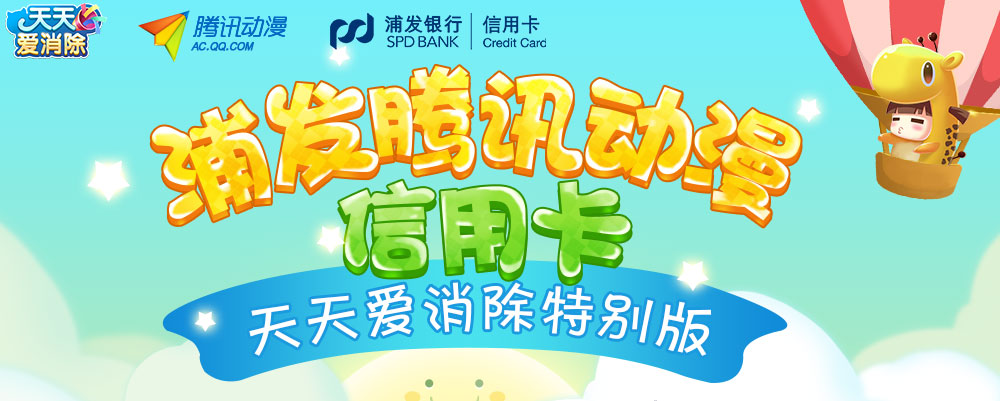 天天爱消除
腾讯动漫
AC.QQ.COM
浦发银行 信用卡
SPD BANK Credit Card
浦发腾讯动漫
信用卡
天天爱消除特别版